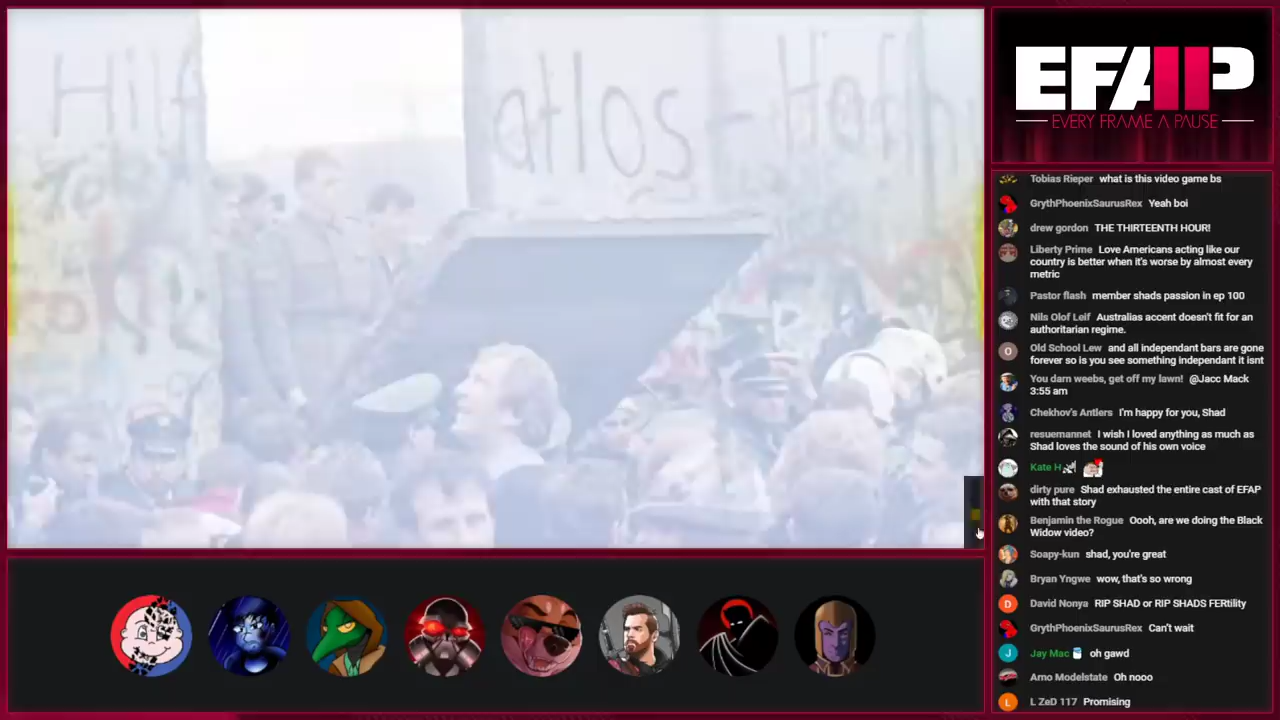 Hilf
atlos
EFAP
EVERY FRAME A PAUSE
Tobias Rieper what is this video game bs
GrythPhoenixSaurusRex Yeah boi
drew gordon THE THIRTEENTH HOUR!
Liberty Prime Love Americans acting like our
country is better when it's worse by almost every
metric
Pastor flash member shads passion in ep 100
Nils Olof Leif Australias accent doesn't fit for an
authoritarian regime.
Old School Lew and all independant bars are gone
forever so is you see something independant it isnt
You darn weebs, get off my lawn! @Jacc Mack
3:55 am
Chekhov's Antlers I'm happy for you, Shad
resuemannet I wish I loved anything as much as
Shad loves the sound of his own voice
Kate H
dirty pure Shad exhausted the entire cast of EFAP
with that story
Benjamin the Rogue Oooh, are we doing the Black
Widow video?
Soapy-kun shad, you're great
Bryan Yngwe wow, that's so wrong
David Nonya RIP SHAD or RIP SHADS FERtility
GrythPhoenixSaurusRex Can't wait
Jay Mac oh gawd
Arno Modelstate Oh nooo
L ZeD 117 Promising